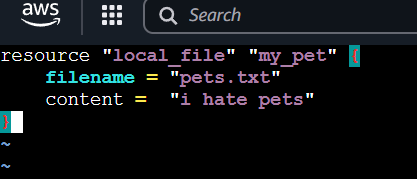 aws
Search
resource "local_file" "my_pet" {
    filename = "pets.txt"
    content =  "i hate pets"
}
~
~